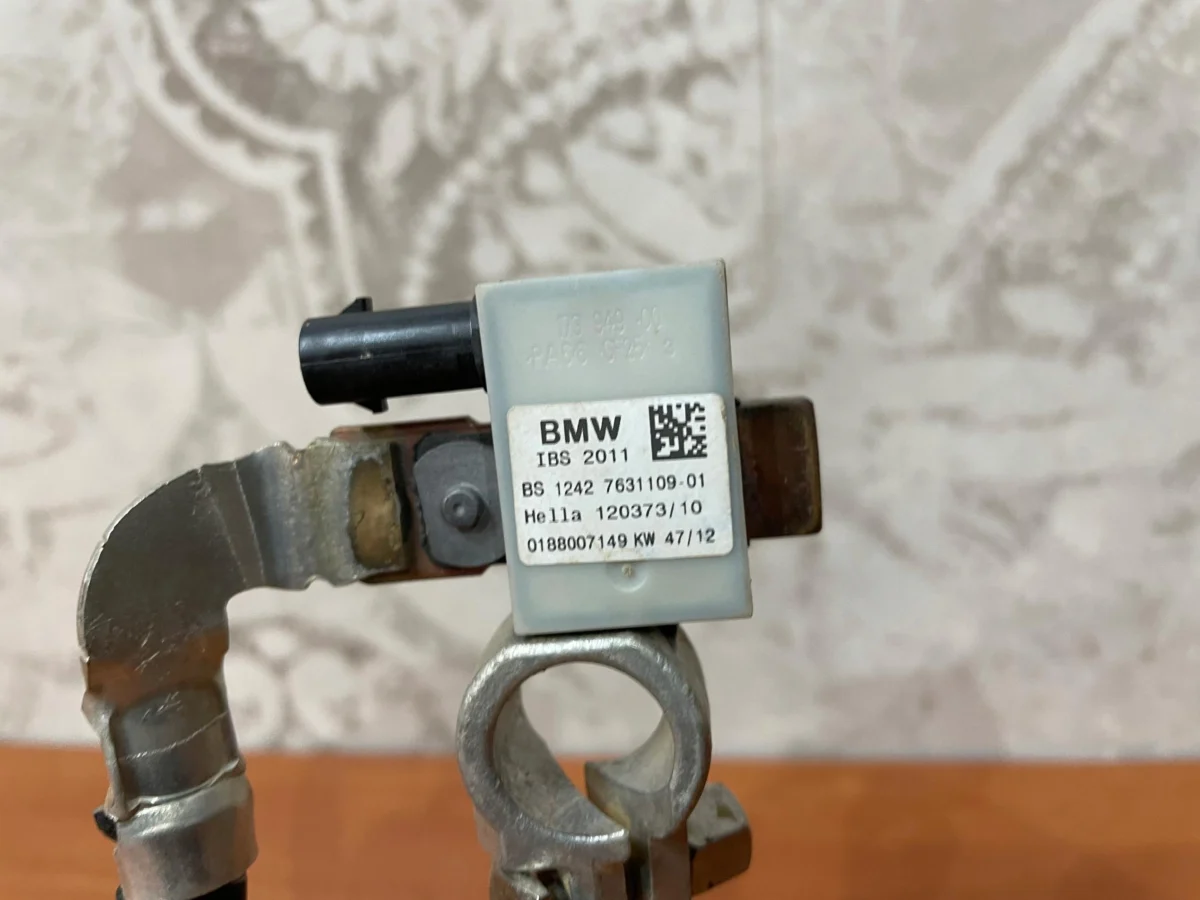 BMW
IBS 2011
BS 1242 7631109-01
Hella 120373/10
0188007149 KW 47/12